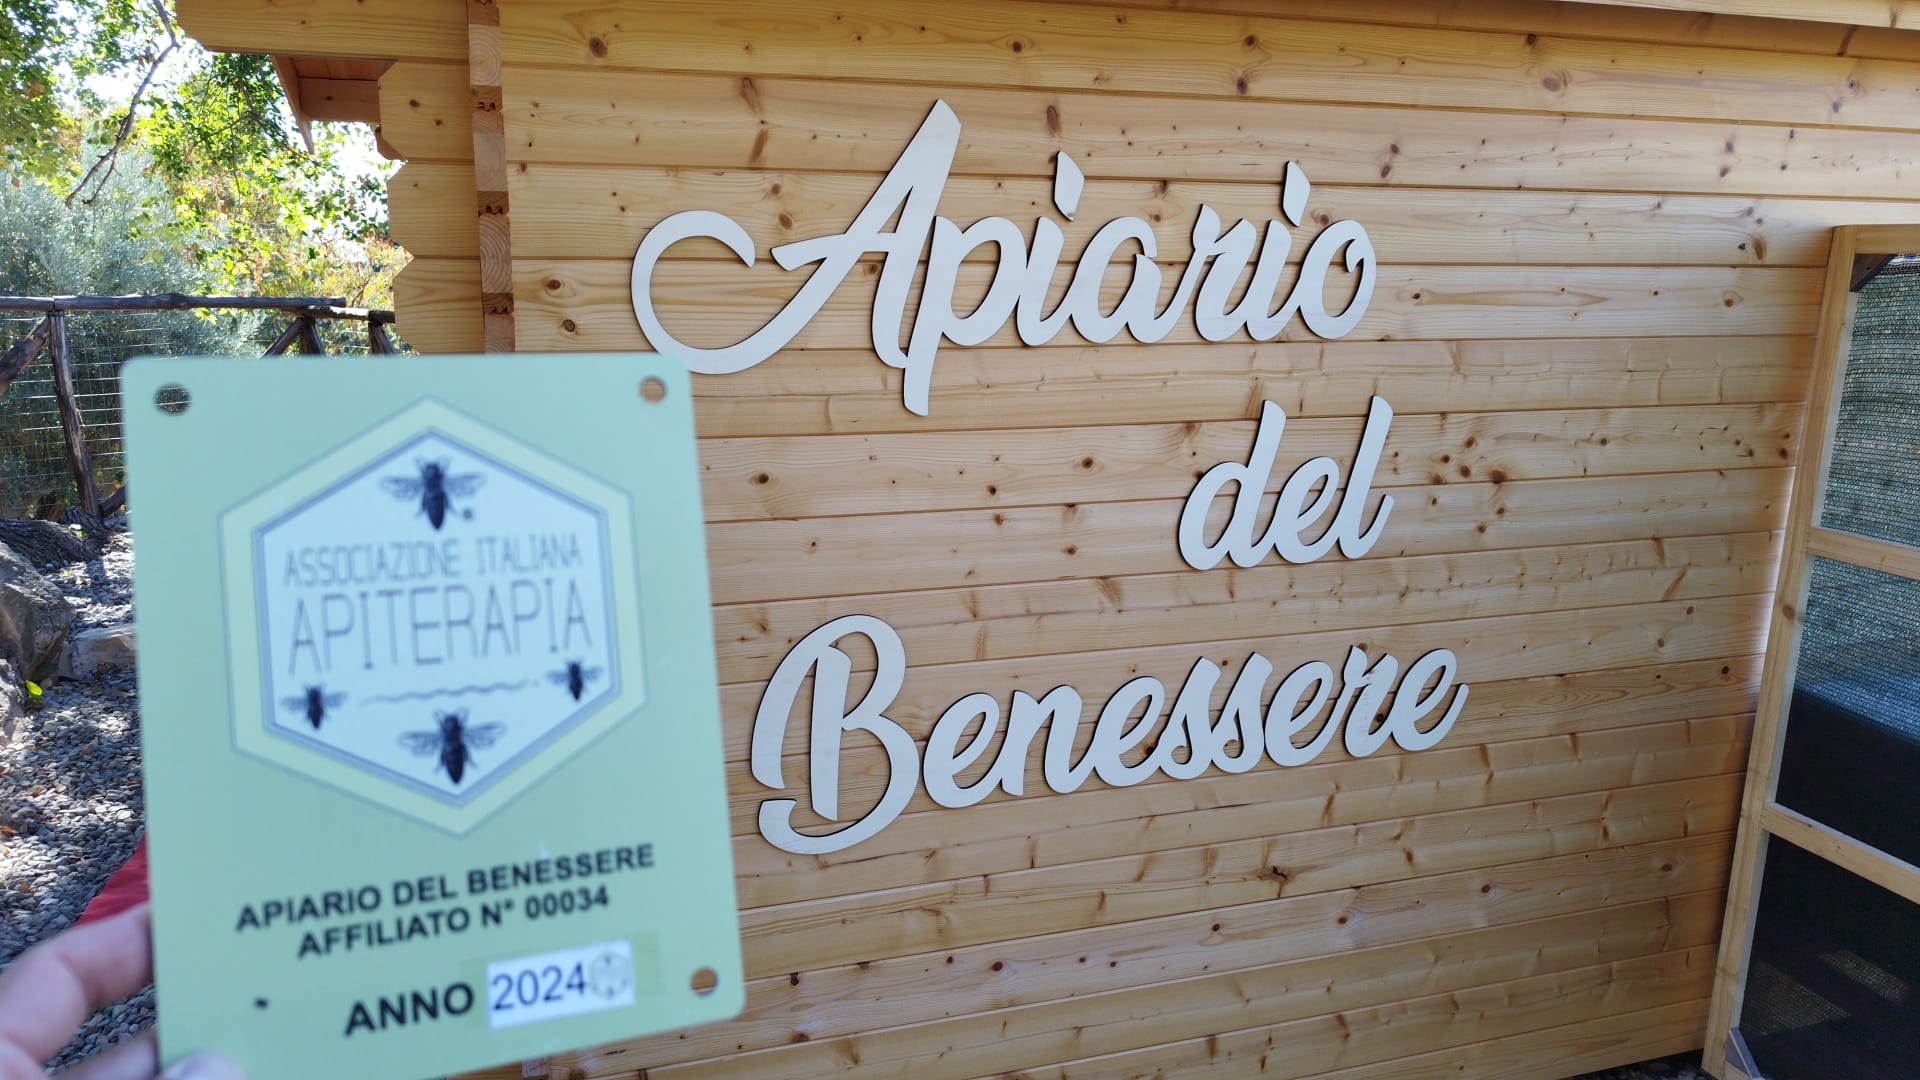 Apiario
del
Benessere
ASSOCIAZIONE ITALIANA
APITERAPIA
APIARIO DEL BENESSERE
AFFILIATO N° 00034
ANNO 2024